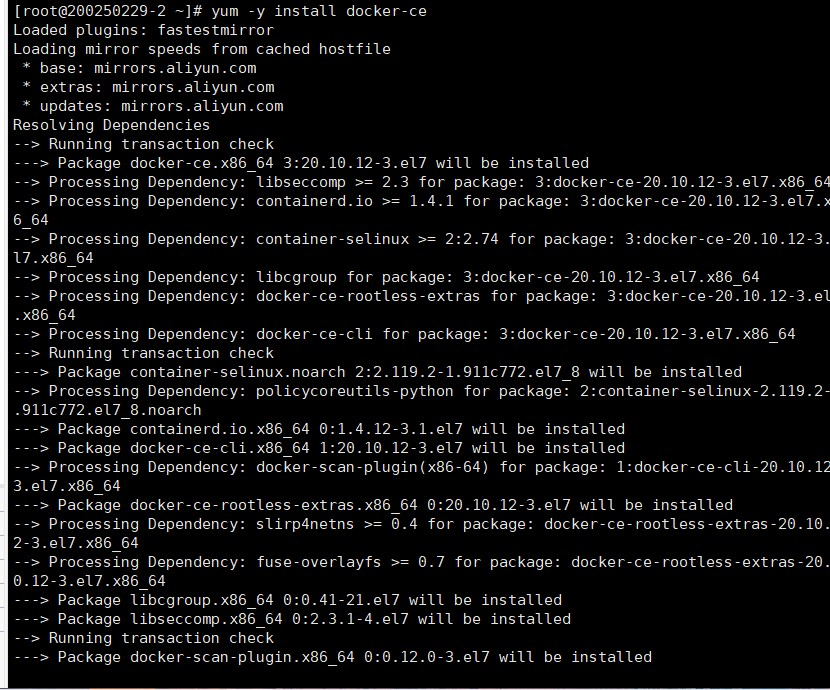 [root@200250229-2 ~]# yum -y install docker-ce
Loaded plugins: fastestmirror
Loading mirror speeds from cached hostfile
 * base: mirrors.aliyun.com
 * extras: mirrors.aliyun.com
 * updates: mirrors.aliyun.com
Resolving Dependencies
--> Running transaction check
---> Package docker-ce.x86_64 3:20.10.12-3.el7 will be installed
--> Processing Dependency: libseccomp >= 2.3 for package: 3:docker-ce-20.10.12-3.el7.x86_64
--> Processing Dependency: containerd.io >= 1.4.1 for package: 3:docker-ce-20.10.12-3.el7.x
6_64
--> Processing Dependency: container-selinux >= 2:2.74 for package: 3:docker-ce-20.10.12-3.
l7.x86_64
--> Processing Dependency: libcgroup for package: 3:docker-ce-20.10.12-3.el7.x86_64
--> Processing Dependency: docker-ce-rootless-extras for package: 3:docker-ce-20.10.12-3.el
.x86_64
--> Processing Dependency: docker-ce-cli for package: 3:docker-ce-20.10.12-3.el7.x86_64
--> Running transaction check
---> Package container-selinux.noarch 2:2.119.2-1.911c772.el7_8 will be installed
--> Processing Dependency: policycoreutils-python for package: 2:container-selinux-2.119.2-
.911c772.el7_8.noarch
---> Package containerd.io.x86_64 0:1.4.12-3.1.el7 will be installed
---> Package docker-ce-cli.x86_64 1:20.10.12-3.el7 will be installed
--> Processing Dependency: docker-scan-plugin(x86-64) for package: 1:docker-ce-cli-20.10.12
3.el7.x86_64
---> Package docker-ce-rootless-extras.x86_64 0:20.10.12-3.el7 will be installed
--> Processing Dependency: slirp4netns >= 0.4 for package: docker-ce-rootless-extras-20.10.
2-3.el7.x86_64
--> Processing Dependency: fuse-overlayfs >= 0.7 for package: docker-ce-rootless-extras-20.
0.12-3.el7.x86_64
---> Package libcgroup.x86_64 0:0.41-21.el7 will be installed
---> Package libseccomp.x86_64 0:2.3.1-4.el7 will be installed
--> Running transaction check
---> Package docker-scan-plugin.x86_64 0:0.12.0-3.el7 will be installed